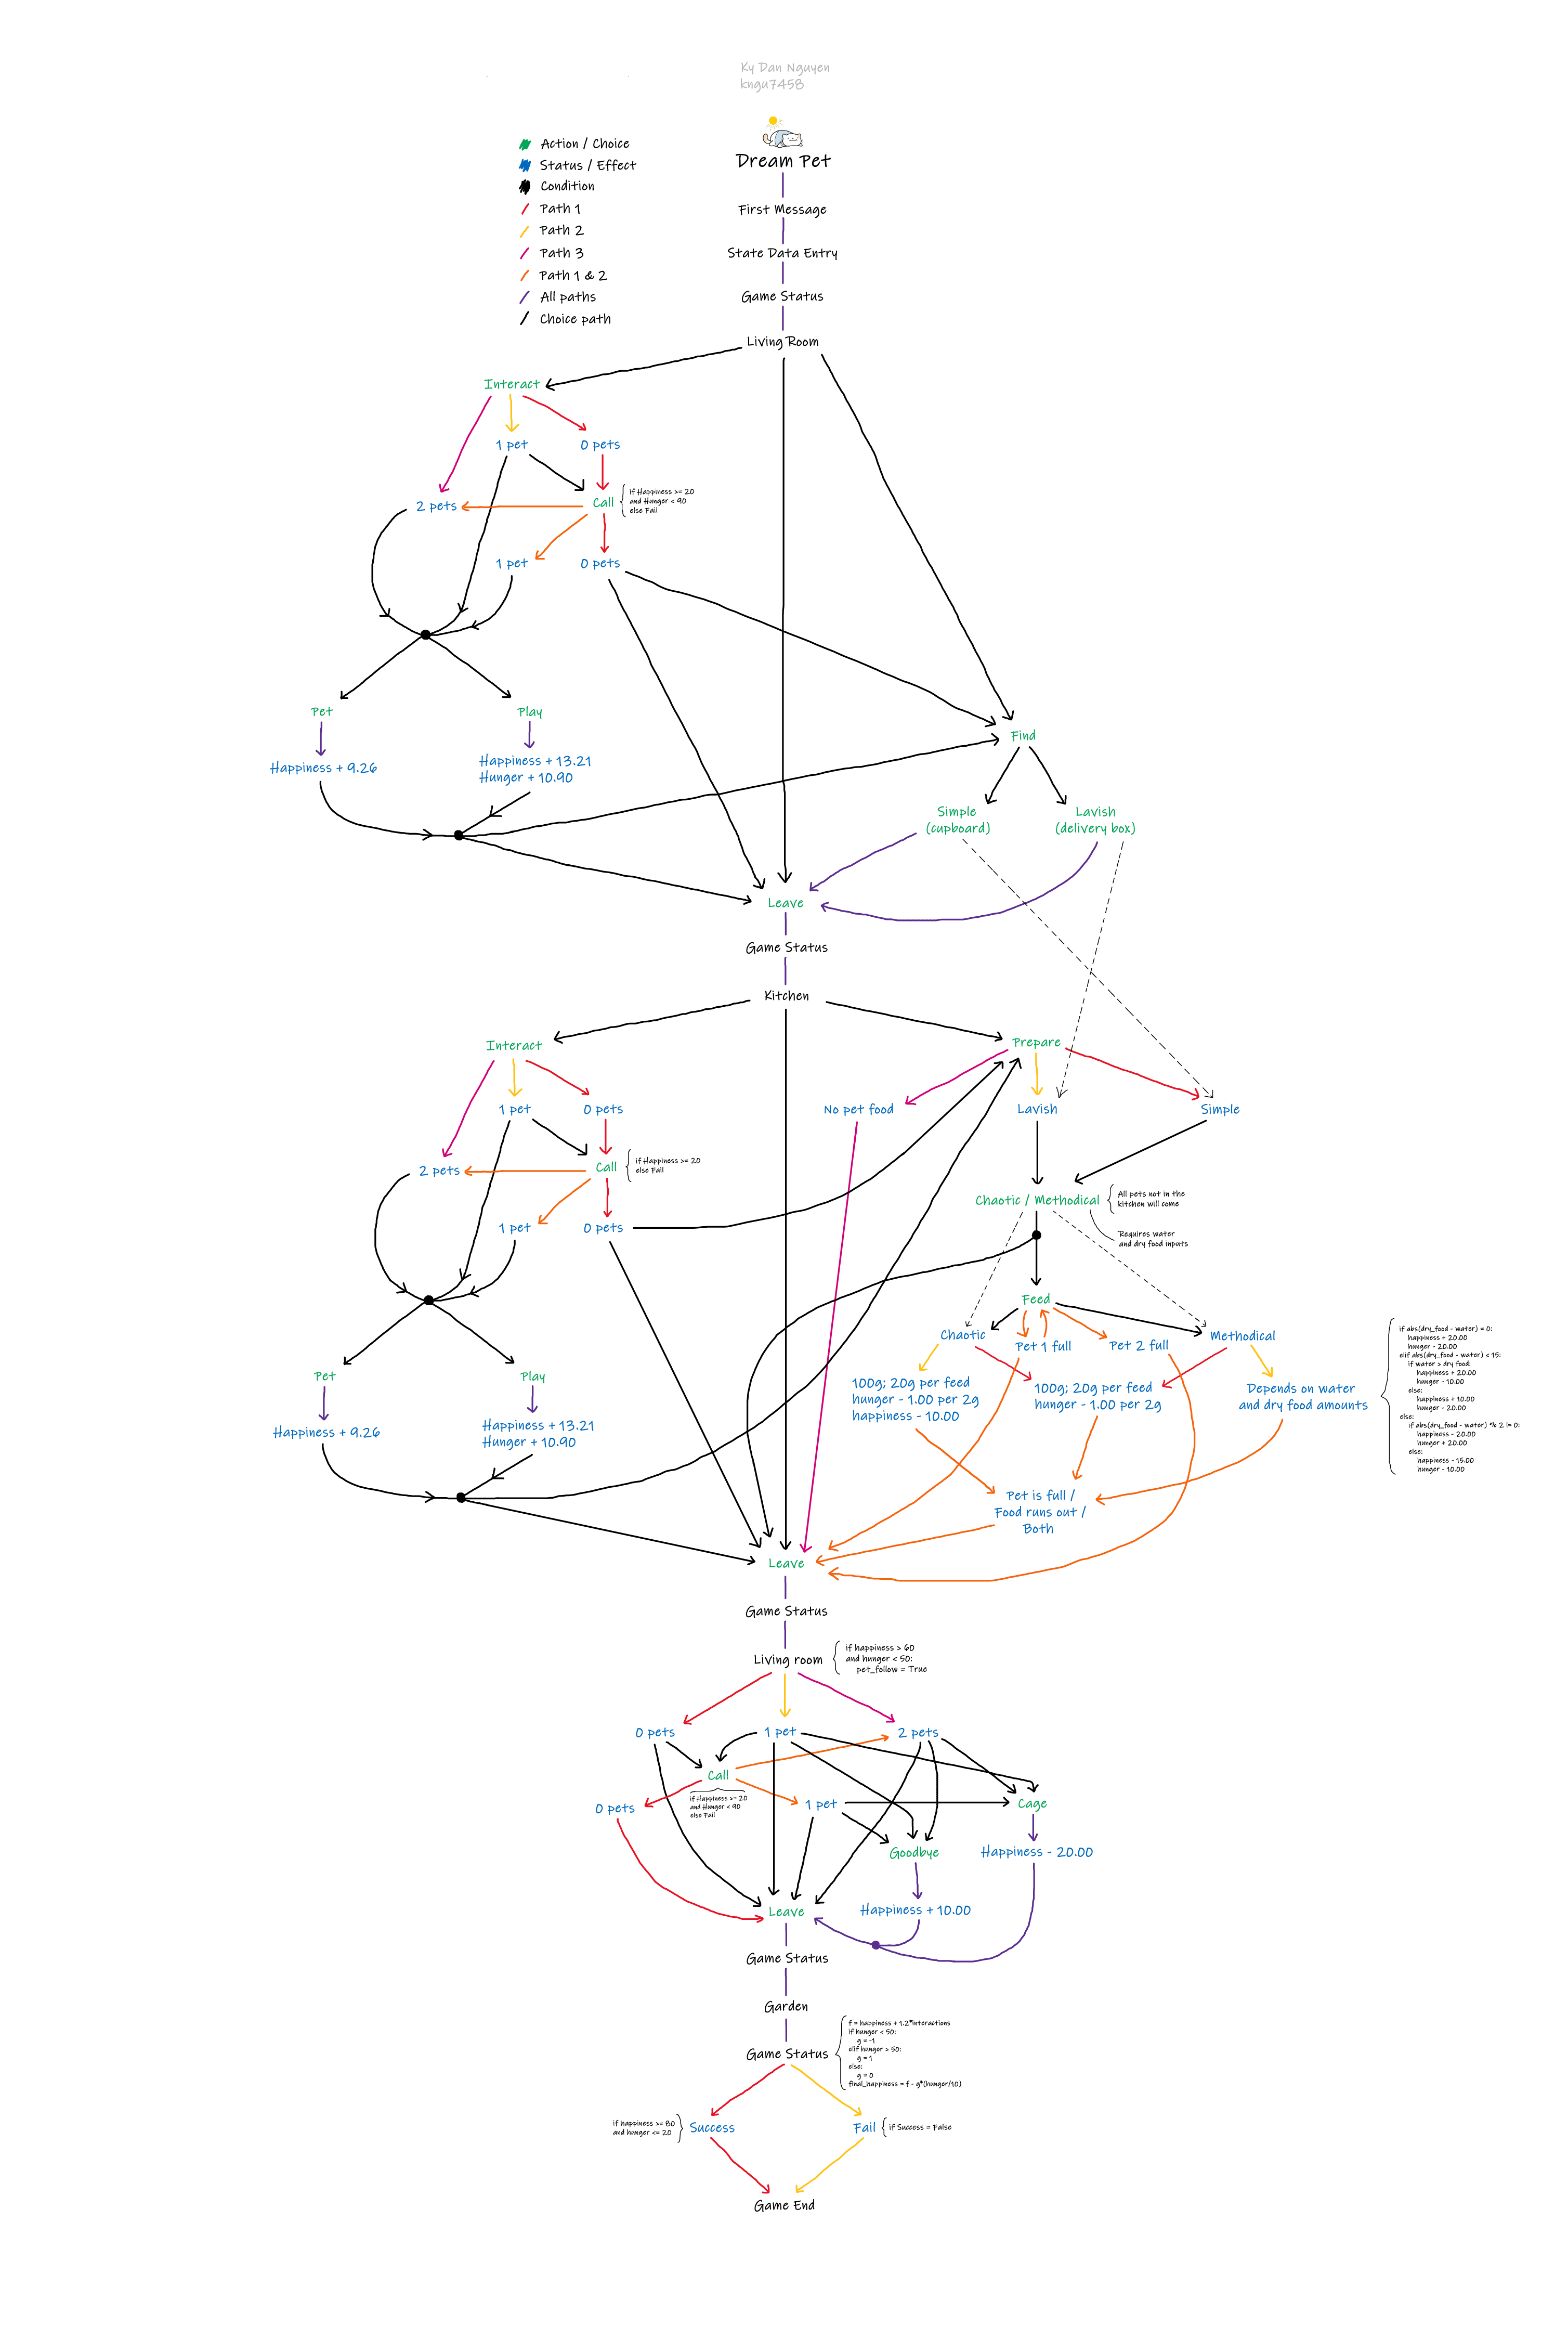 Ky Dan Nguyen
kngu7458
Dream Pet
Action / Choice
Status / Effect
Condition
Path 1
Path 2
Path 3
Path 1 & 2
All paths
Choice path
First Message
State Data Entry
Game Status
Living Room
Interact
1 pet
0 pets
2 pets
Call
if Happiness >= 20
and Hunger < 90
else Fail
1 pet
0 pets
Pet
Play
Happiness + 9.26
Happiness + 13.21
Hunger + 10.90
Find
Simple
(cupboard)
Lavish
(delivery box)
Leave
Game Status
Kitchen
Interact
1 pet
0 pets
2 pets
Call
if Happiness >= 20
else Fail
1 pet
0 pets
Pet
Play
Happiness + 9.26
Happiness + 13.21
Hunger + 10.90
Prepare
No pet food
Lavish
Simple
Chaotic / Methodical
All pets not in the
kitchen will come
Requires water
and dry food inputs
Feed
Chaotic
Pet 1 full
Pet 2 full
Methodical
100g; 20g per feed
hunger - 1.00 per 2g
happiness - 10.00
100g; 20g per feed
hunger - 1.00 per 2g
Depends on water
and dry food amounts
if abs(dry_food - water) = 0:
happiness + 20.00
hunger - 20.00
elif abs(dry_food - water) < 15:
if water > dry food:
happiness + 20.00
hunger - 10.00
else:
happiness + 10.00
hunger - 20.00
else:
if abs(dry_food - water) % 2 != 0:
happiness - 20.00
hunger + 20.00
else:
happiness - 15.00
hunger - 10.00
Pet is full /
Food runs out /
Both
Leave
Game Status
Living room
if happiness > 60
and hunger < 50:
pet_follow = True
0 pets
1 pet
2 pets
Call
if Happiness >= 20
and Hunger < 90
else Fail
0 pets
1 pet
Cage
Goodbye
Happiness - 20.00
Happiness + 10.00
Leave
Game Status
Garden
Game Status
f = happiness + 1.2*interactions
if hunger < 50:
g = -1
elif hunger > 50:
g = 1
else:
g = 0
final_happiness = f - g*(hunger/10)
if happiness >= 80
and hunger <= 20
Success
Fail
if Success = False
Game End